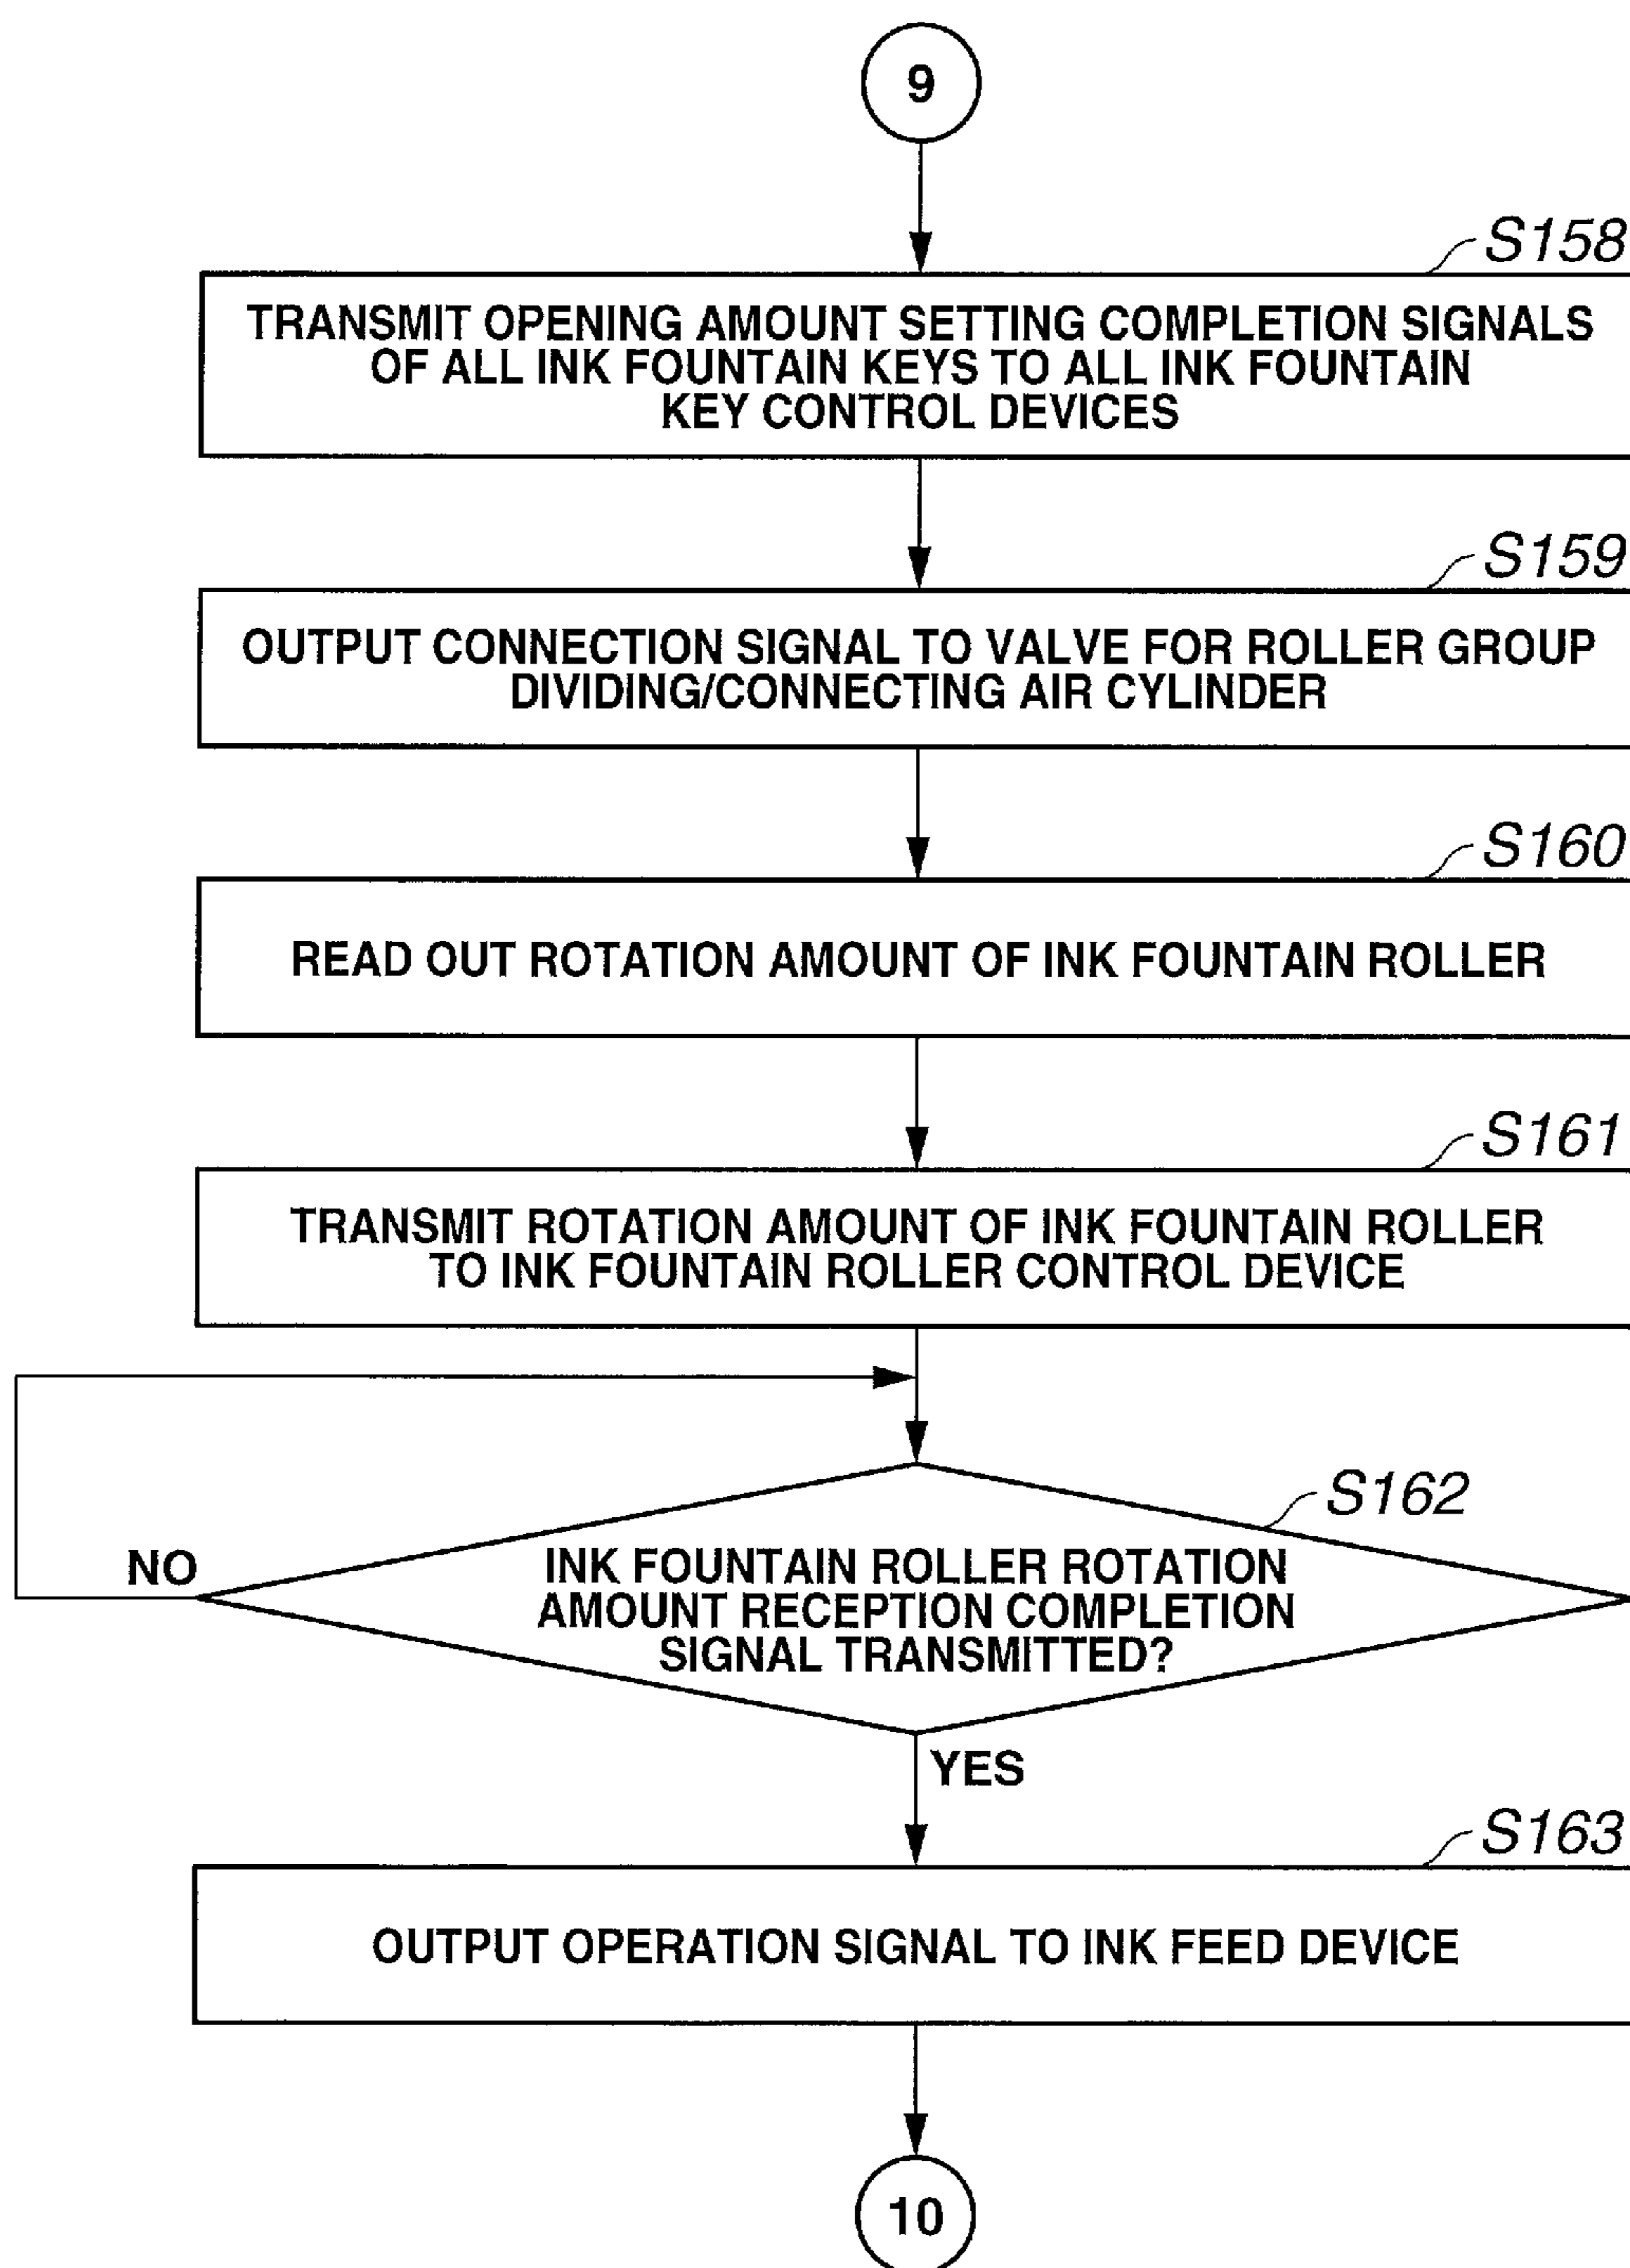 9
S158
TRANSMIT OPENING AMOUNT SETTING COMPLETION SIGNALS
OF ALL INK FOUNTAIN KEYS TO ALL INK FOUNTAIN
KEY CONTROL DEVICES
S159
OUTPUT CONNECTION SIGNAL TO VALVE FOR ROLLER GROUP
DIVIDING/CONNECTING AIR CYLINDER
S160
READ OUT ROTATION AMOUNT OF INK FOUNTAIN ROLLER
S161
TRANSMIT ROTATION AMOUNT OF INK FOUNTAIN ROLLER
TO INK FOUNTAIN ROLLER CONTROL DEVICE
S162
NO
INK FOUNTAIN ROLLER ROTATION
AMOUNT RECEPTION COMPLETION
SIGNAL TRANSMITTED?
YES
S163
OUTPUT OPERATION SIGNAL TO INK FEED DEVICE
10